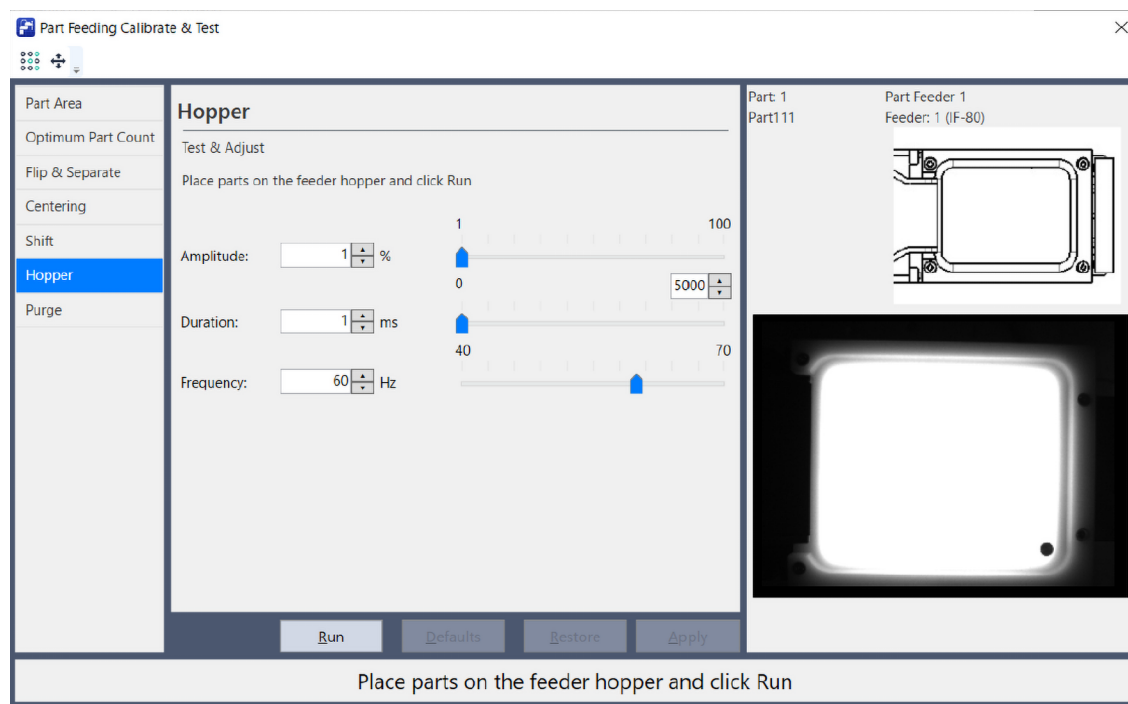 Part Feeding Calibrate & Test
Part Area
Optimum Part Count
Flip & Separate
Centering
Shift
Hopper
Purge
Hopper
Test & Adjust
Place parts on the feeder hopper and click Run
1 100
Amplitude: 1 %
0 5000
Duration: 1 ms
40 70
Frequency: 60 Hz
Run Defaults Restore Apply
Part: 1 Part Feeder 1
Part111 Feeder: 1 (IF-80)
Place parts on the feeder hopper and click Run